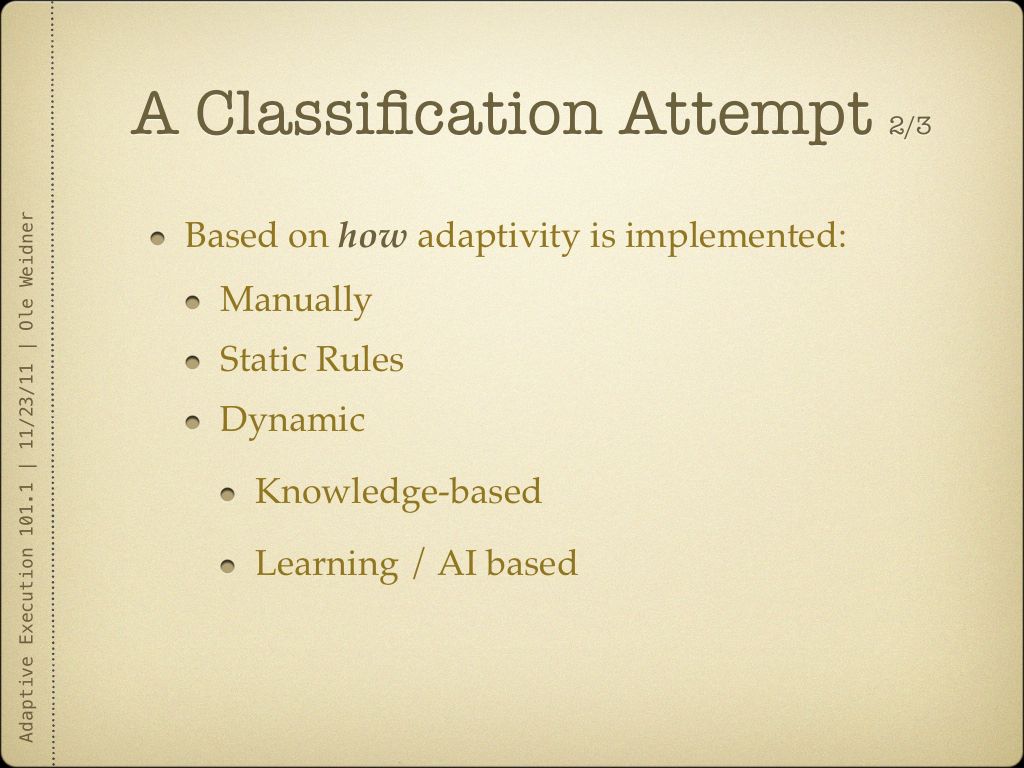 A Classification Attempt 2/3
Based on how adaptivity is implemented:
Manually
Static Rules
Dynamic
Knowledge-based
Learning / AI based
Adaptive Execution 101.1 | 11/23/11 | Ole Weidner